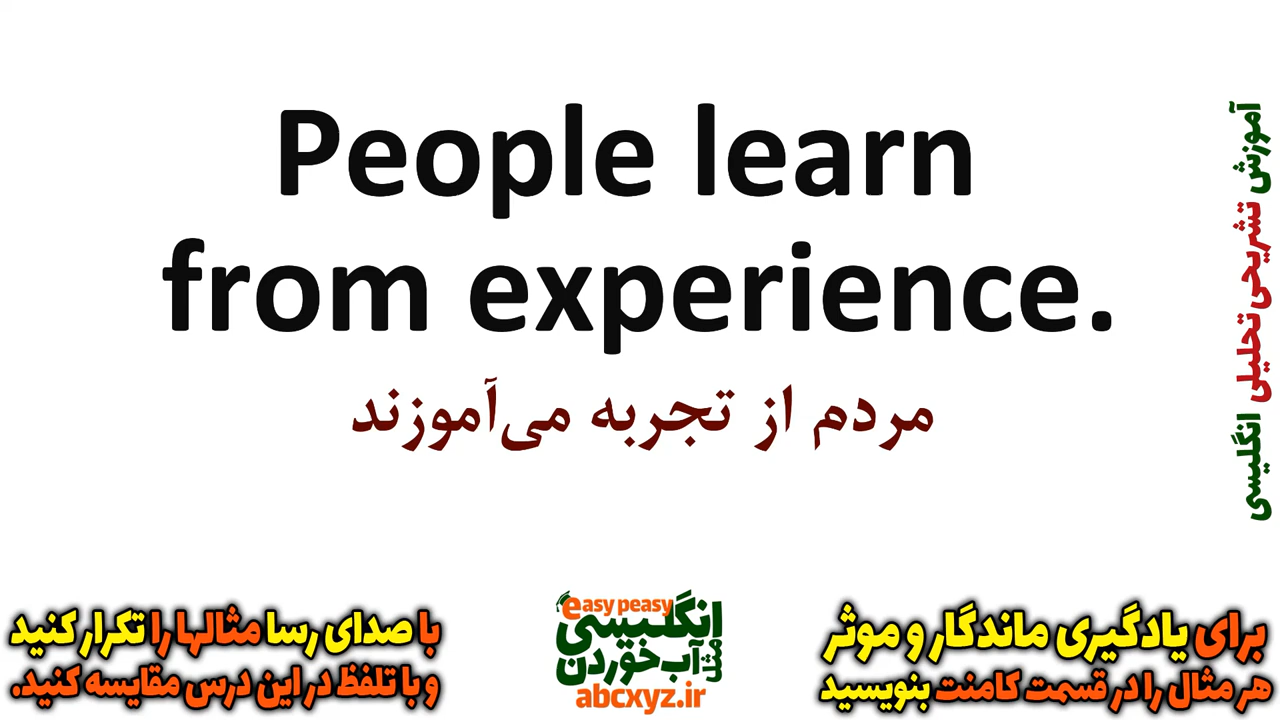 People learn
from experience.
مردم از تجربه می‌آموزند
آموزش تشریحی تحلیلی انگلیسی
با صدای رسا مثالها را تکرار کنید
و با تلفظ در این درس مقایسه کنید.
easy peasy
انگلیسی
مثل آب خوردن
abcxyz.ir
برای یادگیری ماندگار و موثر
هر مثال را در قسمت کامنت بنویسید